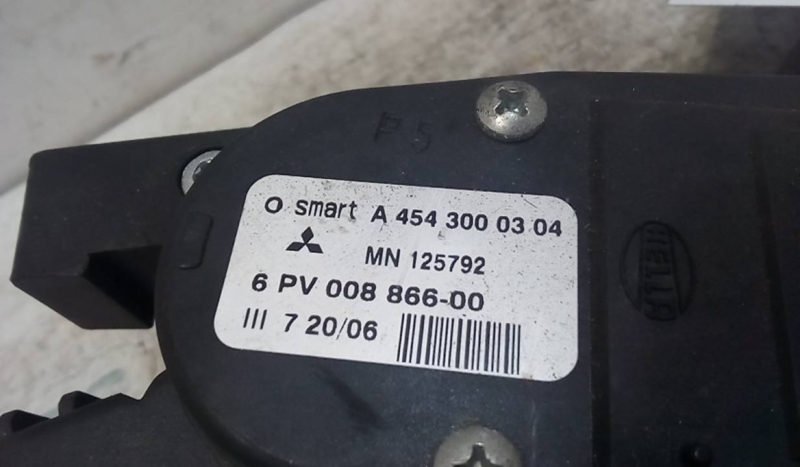 P5
smart A 454 300 03 04
MN 125792
6 PV 008 866-00
III 7 20/06
HELLA